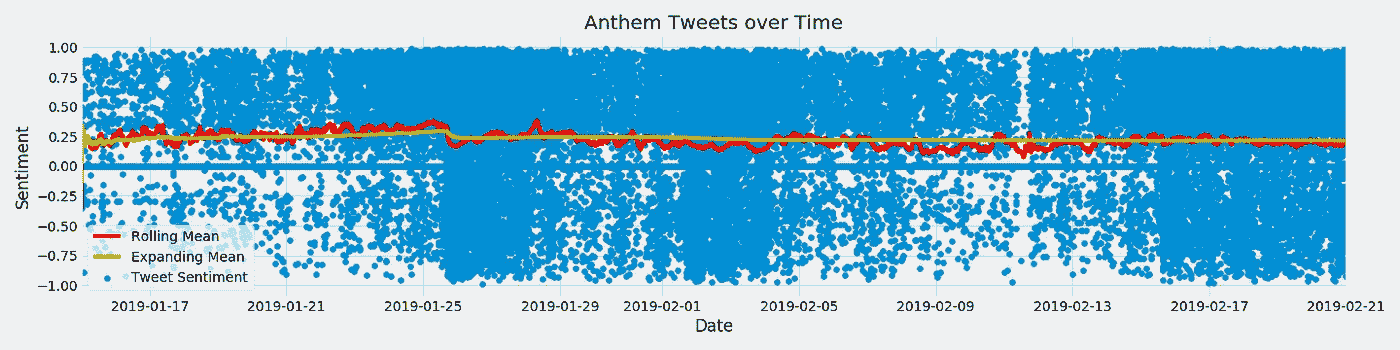 Anthem Tweets over Time
Sentiment
1.00
0.75
0.50
0.25
0.00
−0.25
−0.50
−0.75
−1.00
Rolling Mean
Expanding Mean
Tweet Sentiment
2019-01-17 2019-01-21 2019-01-25 2019-01-29 2019-02-01 2019-02-05 2019-02-09 2019-02-13 2019-02-17 2019-02-21
Date